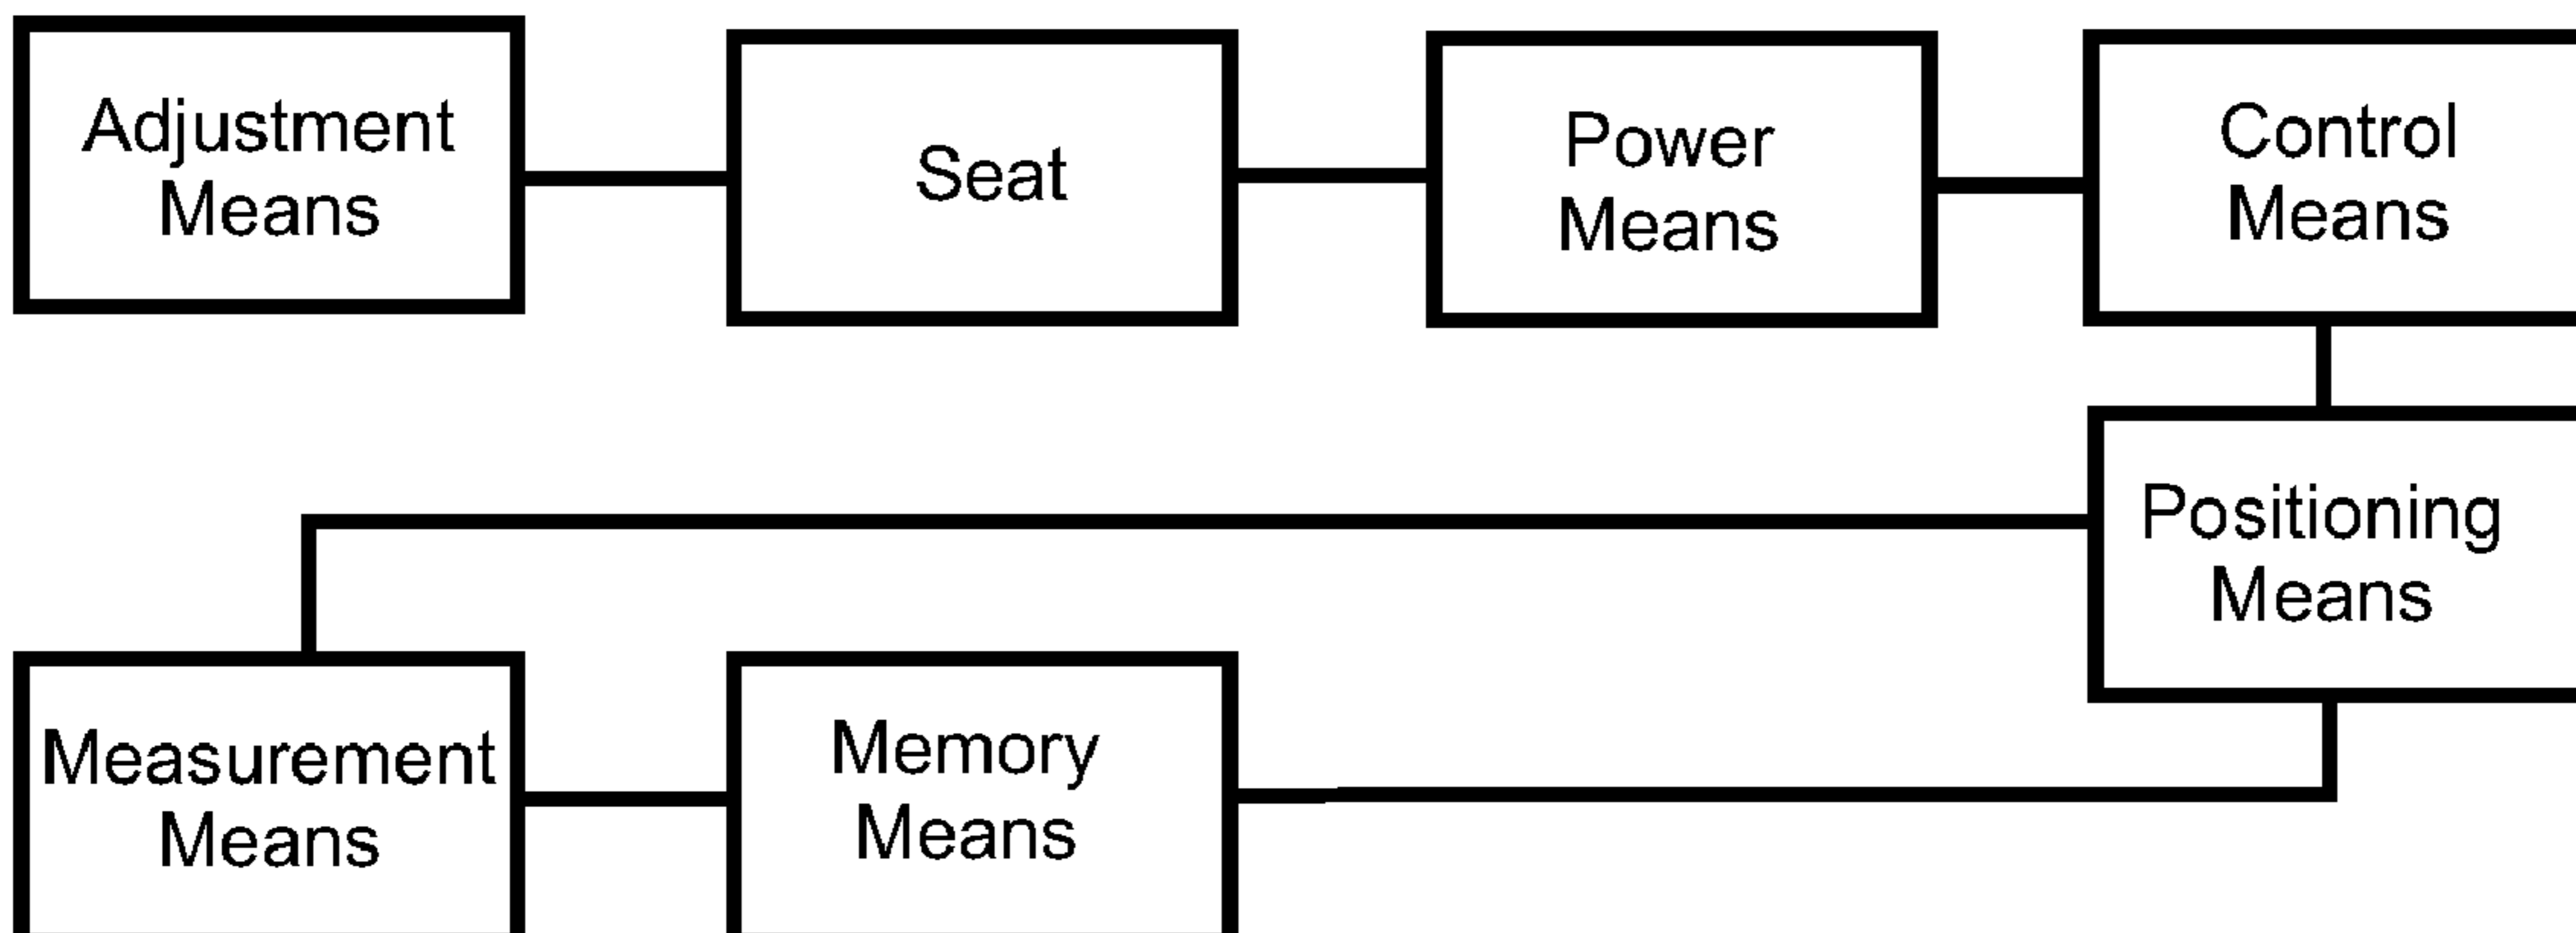 Adjustment
Means
Seat
Power
Means
Control
Means
Positioning
Means
Measurement
Means
Memory
Means